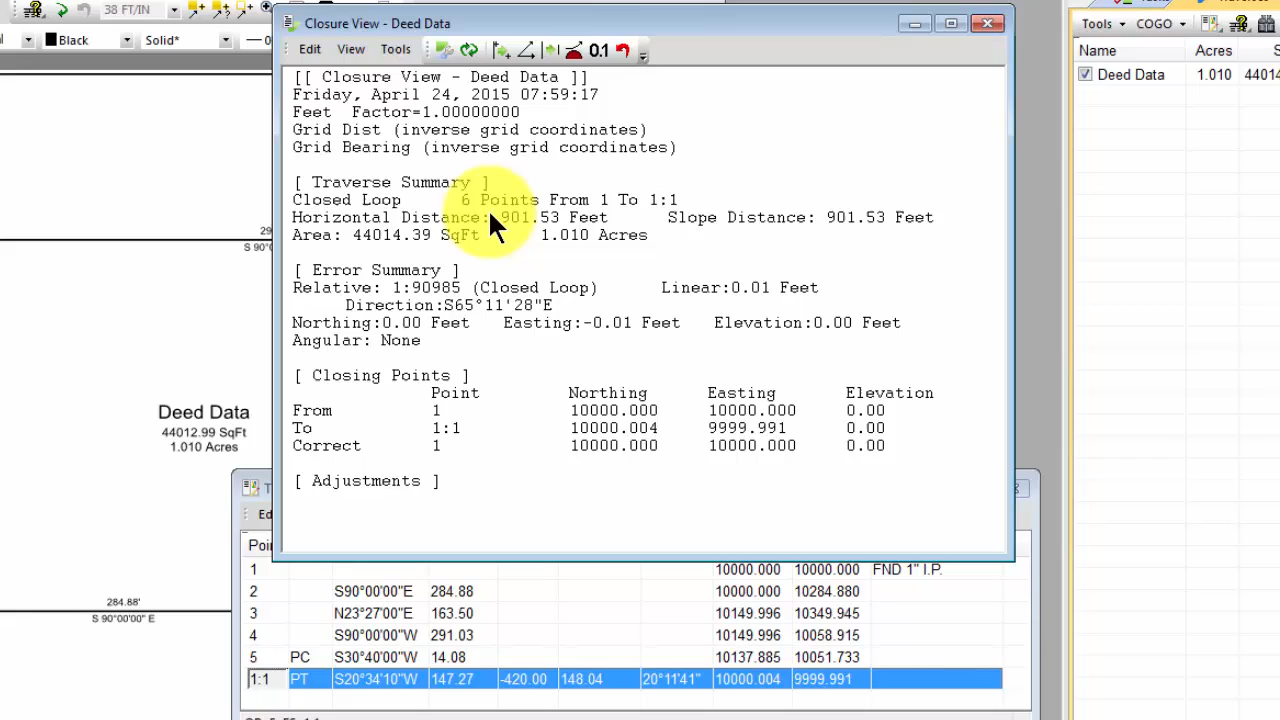 38 FT/IN
Closure View - Deed Data
Tools COGO
Black Solid*
Edit View Tools 0.1
Name Acres S
Deed Data 1.010 44014
[[ Closure View - Deed Data ]]
Friday, April 24, 2015 07:59:17
Feet Factor=1.00000000
Grid Dist (inverse grid coordinates)
Grid Bearing (inverse grid coordinates)
[ Traverse Summary ]
Closed Loop 6 Points From 1 To 1:1
Horizontal Distance: 901.53 Feet Slope Distance: 901.53 Feet
Area: 44014.39 SqFt 1.010 Acres
29
S 90°
[ Error Summary ]
Relative: 1:90985 (Closed Loop) Linear:0.01 Feet
Direction:S65°11'28"E
Northing:0.00 Feet Easting:-0.01 Feet Elevation:0.00 Feet
Angular: None
[ Closing Points ]
Point Northing Easting Elevation
From 1 10000.000 10000.000 0.00
To 1:1 10000.004 9999.991 0.00
Correct 1 10000.000 10000.000 0.00
[ Adjustments ]
Deed Data
44012.99 SqFt
1.010 Acres
T
Ed
Poi
1 10000.000 10000.000 FND 1" I.P.
2 S90°00'00"E 284.88 10000.000 10284.880
3 N23°27'00"E 163.50 10149.996 10349.945
4 S90°00'00"W 291.03 10149.996 10058.915
5 PC S30°40'00"W 14.08 10137.885 10051.733
1:1 PT S20°34'10"W 147.27 -420.00 148.04 20°11'41" 10000.004 9999.991
284.88'
S 90°00'00" E